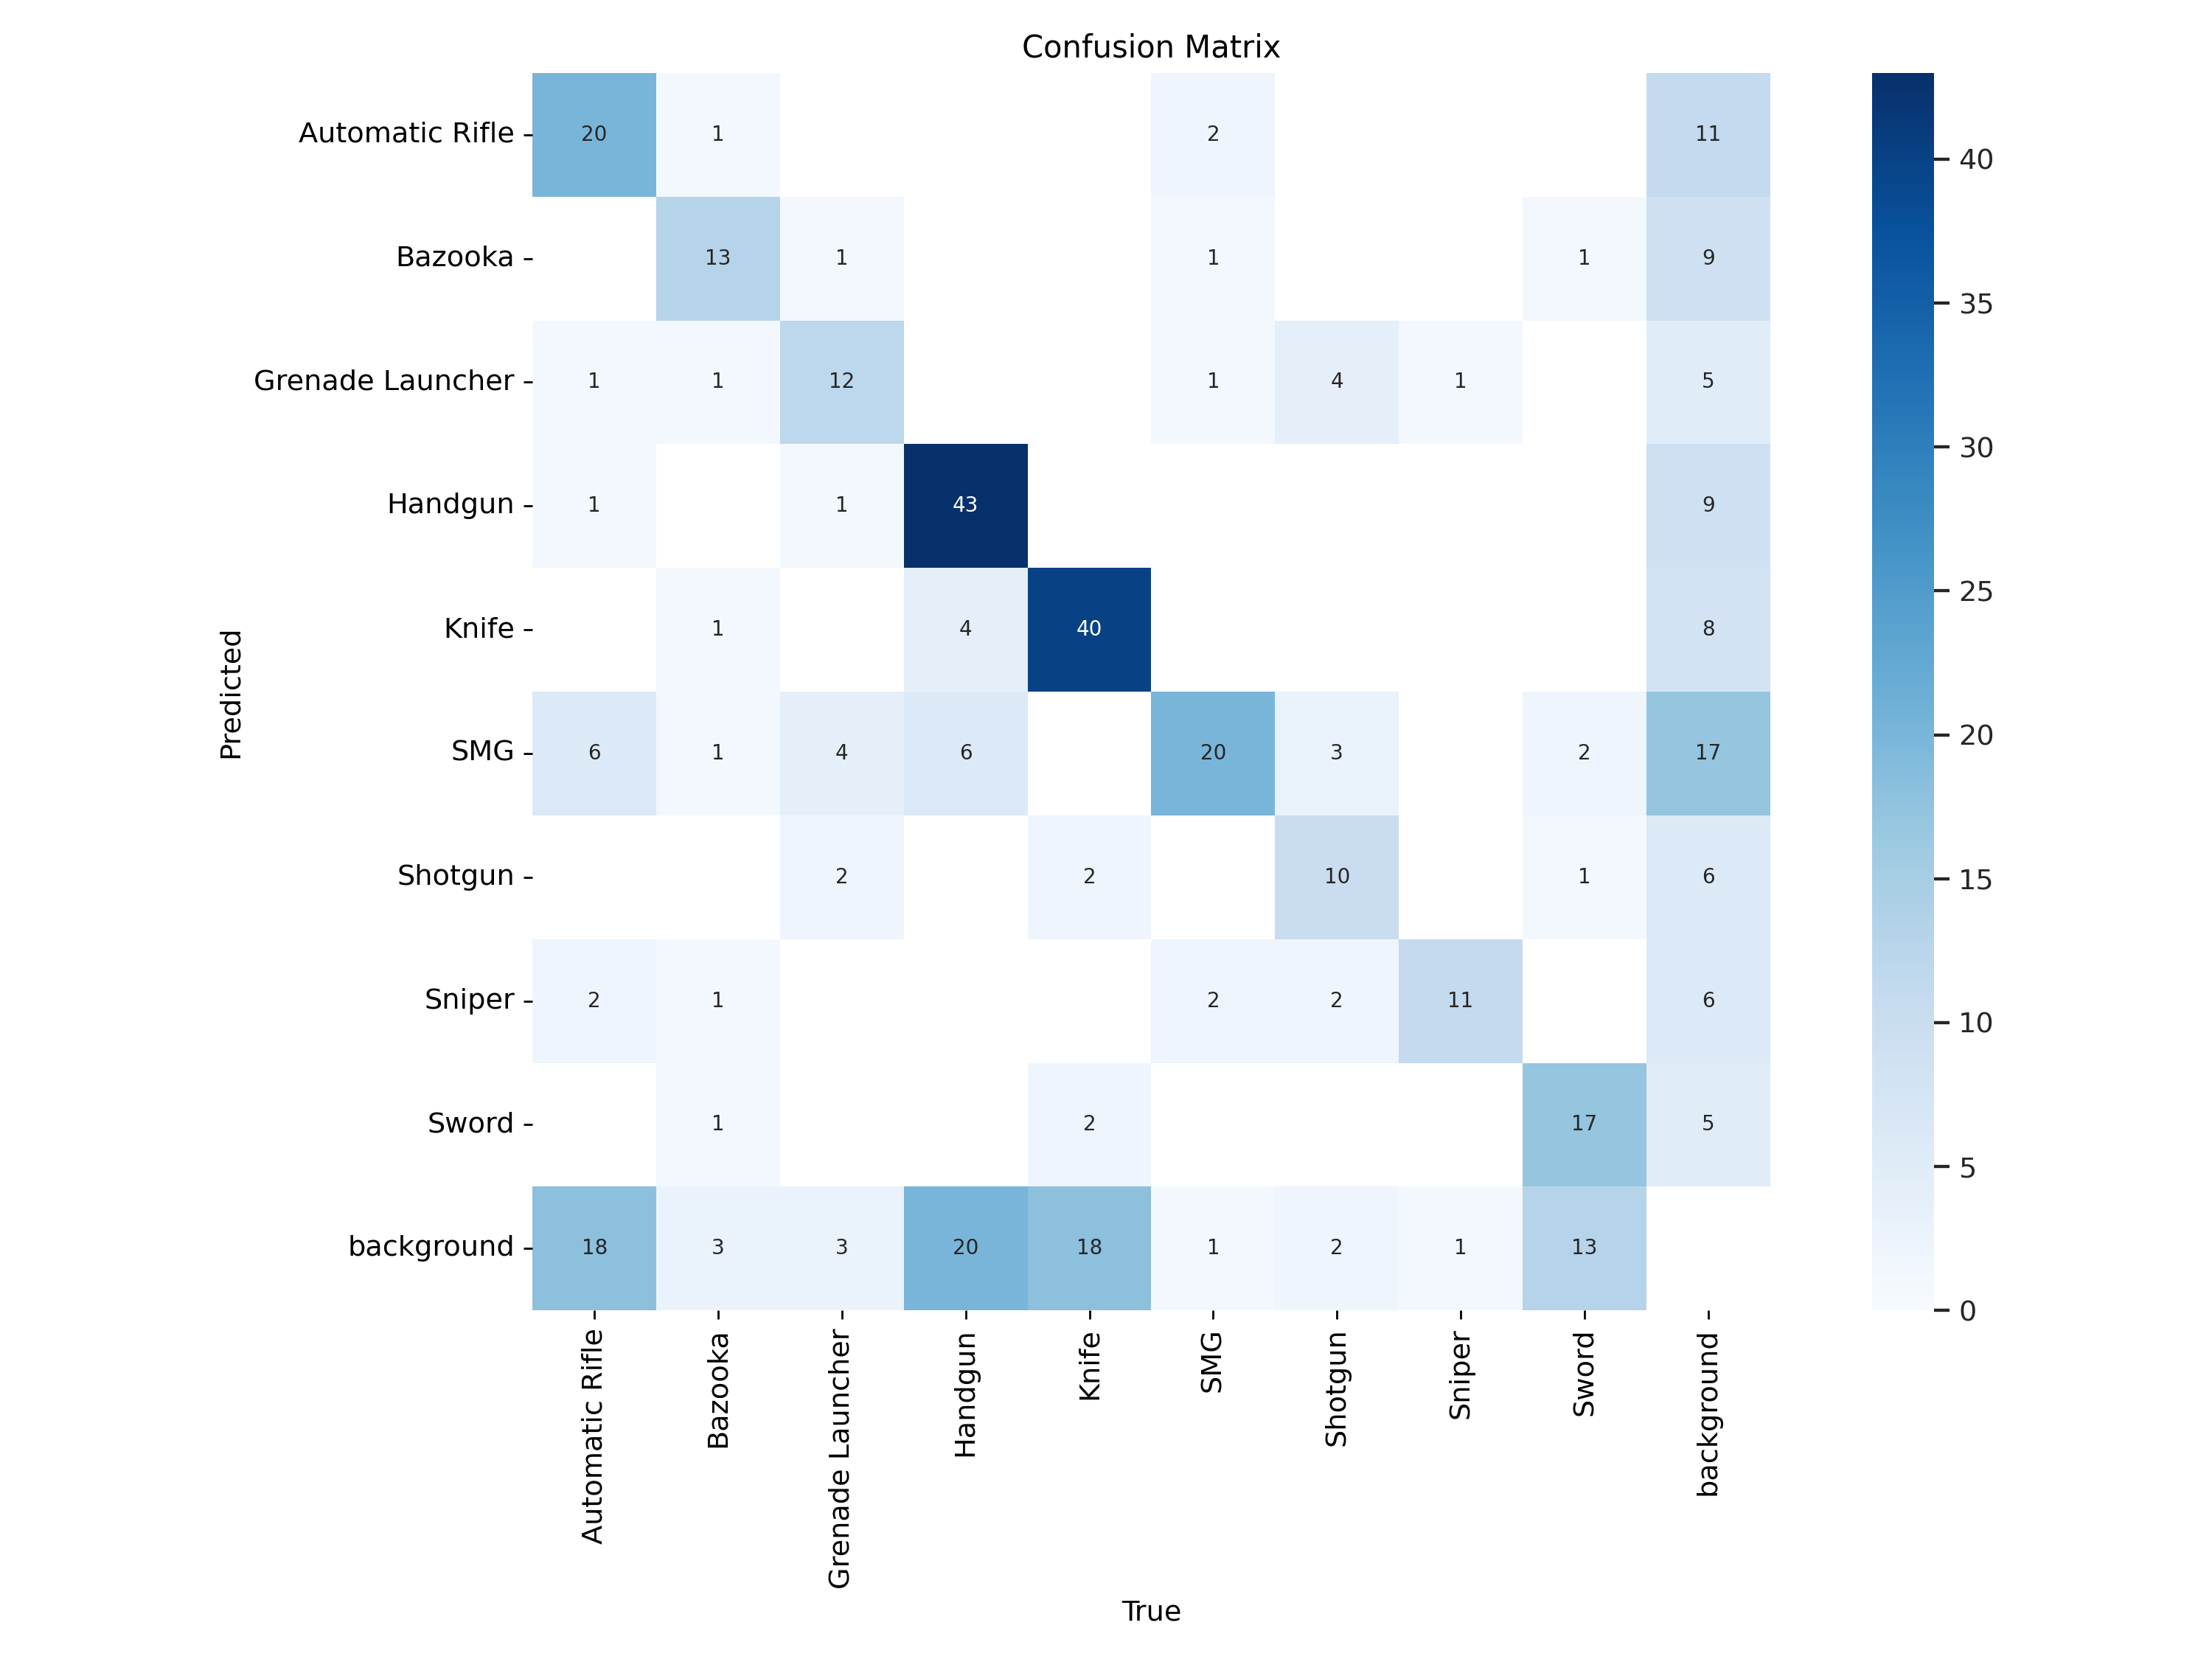 Confusion Matrix
Automatic Rifle 20 1 2 11
Bazooka 13 1 1 1 9
Grenade Launcher 1 1 12 1 4 1 5
Handgun 1 1 43 9
Knife 1 4 40 8
SMG 6 1 4 6 20 3 2 17
Shotgun 2 2 10 1 6
Sniper 2 1 2 2 11 6
Sword 1 2 17 5
background 18 3 3 20 18 1 2 1 13
Predicted
Automatic Rifle
Bazooka
Grenade Launcher
Handgun
Knife
SMG
Shotgun
Sniper
Sword
background
True
40
35
30
25
20
15
10
5
0